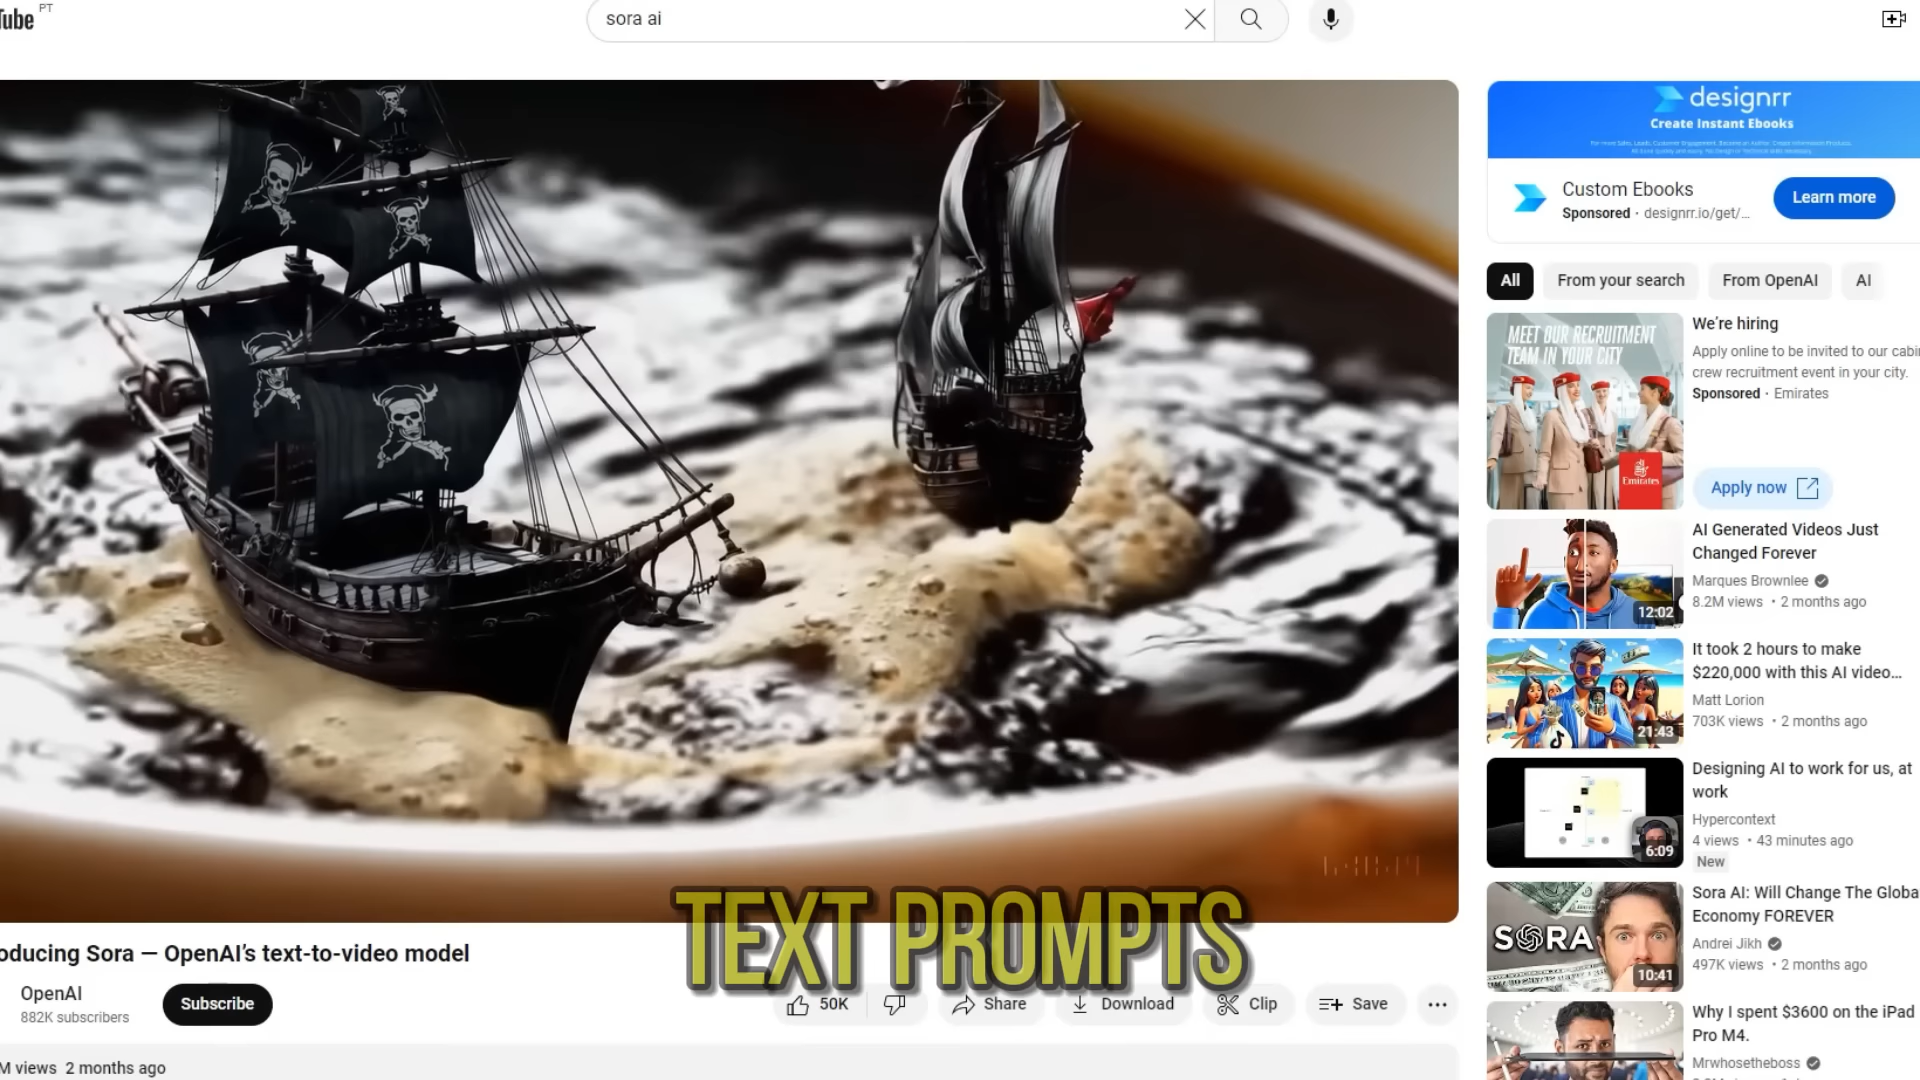 Tube PT
sora ai
designrr
Create Instant Ebooks
Custom Ebooks
Sponsored · designrr.io/get/...
Learn more
All
From your search
From OpenAI
AI
MEET OUR RECRUITMENT
TEAM IN YOUR CITY
Emirates
We're hiring
Apply online to be invited to our cabi
crew recruitment event in your city.
Sponsored · Emirates
Apply now
12:02
AI Generated Videos Just
Changed Forever
Marques Brownlee
8.2M views • 2 months ago
21:43
It took 2 hours to make
$220,000 with this AI video...
Matt Lorion
703K views • 2 months ago
6:09
Designing AI to work for us, at
work
Hypercontext
4 views • 43 minutes ago
New
SORA
10:41
Sora AI: Will Change The Globa
Economy FOREVER
Andrei Jikh
497K views • 2 months ago
Why I spent $3600 on the iPad
Pro M4.
Mrwhosetheboss
TEXT PROMPTS
oducing Sora — OpenAI's text-to-video model
OpenAI
882K subscribers
Subscribe
50K
Share
Download
Clip
Save
M views 2 months ago